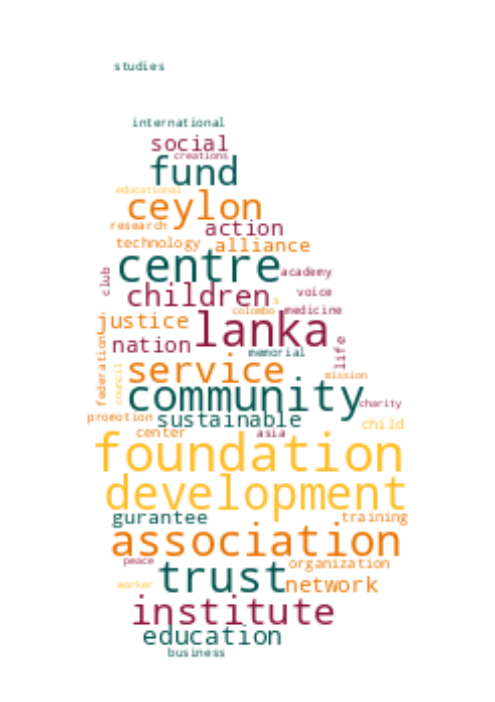 studies
international
social
creations
fund
educational
ceylon
research action
technology alliance
centre academy
club children voice
colombo s medicine
justice lanka
nation memorial life
federation council service mission
community charity
promotion sustainable child
center asia
foundation
development
gurantee training
association
peace trust organization
worker network
institute
education
business